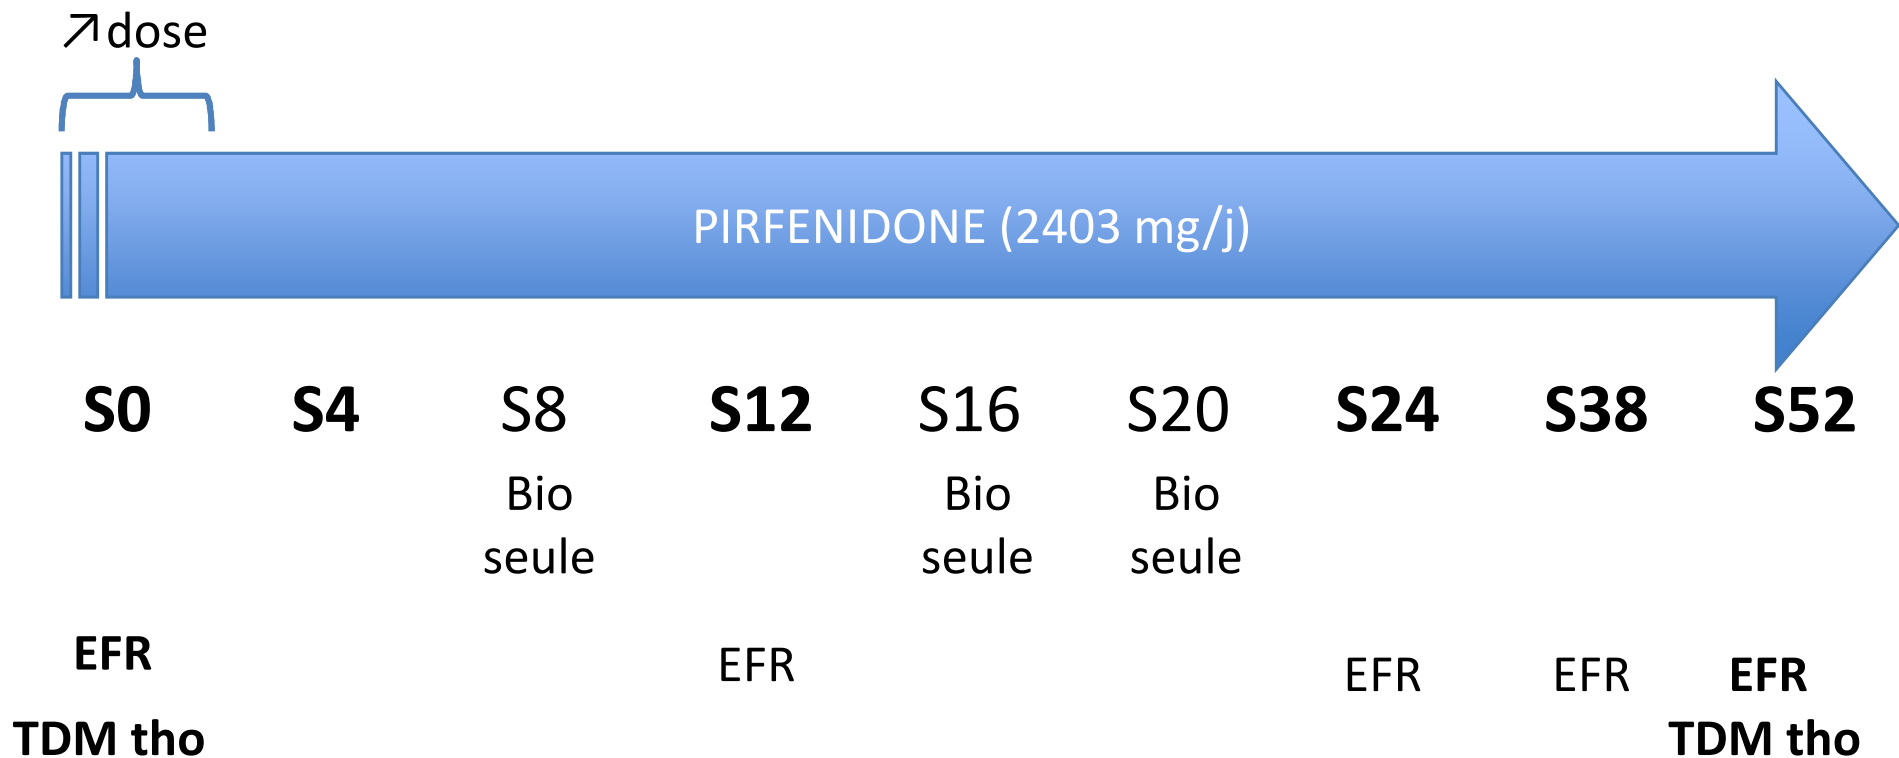 ↗dose
PIRFENIDONE (2403 mg/j)
S0 S4 S8 S12 S16 S20 S24 S38 S52
Bio Bio Bio
seule seule seule
EFR EFR EFR EFR EFR
TDM tho TDM tho